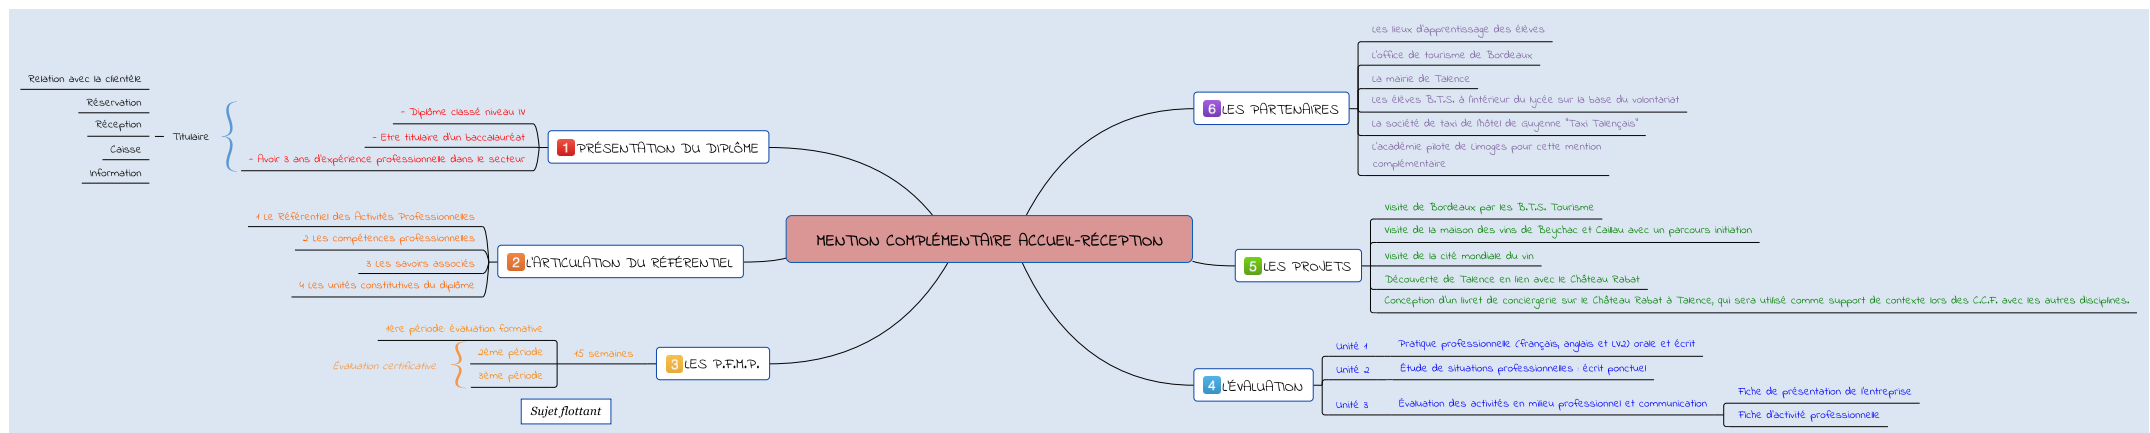 MENTION COMPLÉMENTAIRE ACCUEIL-RÉCEPTION
1 PRÉSENTATION DU DIPLÔME
- Diplôme classé niveau IV
- Etre titulaire d'un baccalauréat
- Avoir 3 ans d'expérience professionnelle dans le secteur
Titulaire
Relation avec la clientèle
Réservation
Réception
Caisse
Information
2 L'ARTICULATION DU RÉFÉRENTIEL
1 Le Référentiel des Activités Professionnelles
2 Les compétences professionnelles
3 Les savoirs associés
4 Les unités constitutives du diplôme
3 LES P.F.M.P.
15 semaines
1ère période évaluation formative
2ème période
3ème période
Évaluation certificative
Sujet flottant
4 L'ÉVALUATION
Unité 1 Pratique professionnelle (français, anglais et LV2) orale et écrit
Unité 2 Étude de situations professionnelles : écrit ponctuel
Unité 3 Évaluation des activités en milieu professionnel et communication
Fiche de présentation de l'entreprise
Fiche d'activité professionnelle
5 LES PROJETS
Visite de Bordeaux par les B.T.S. Tourisme
Visite de la maison des vins de Beychac et Caillau avec un parcours initiation
Visite de la cité mondiale du vin
Découverte de Talence en lien avec le Château Rabat
Conception d'un livret de conciergerie sur le Château Rabat à Talence, qui sera utilisé comme support de contexte lors des C.C.F. avec les autres disciplines.
6 LES PARTENAIRES
Les lieux d'apprentissage des élèves
L'office de tourisme de Bordeaux
La mairie de Talence
Les élèves B.T.S. à l'intérieur du lycée sur la base du volontariat
La société de taxi de l'hôtel de Guyenne "Taxi Talençais"
L'académie pilote de Limoges pour cette mention
complémentaire